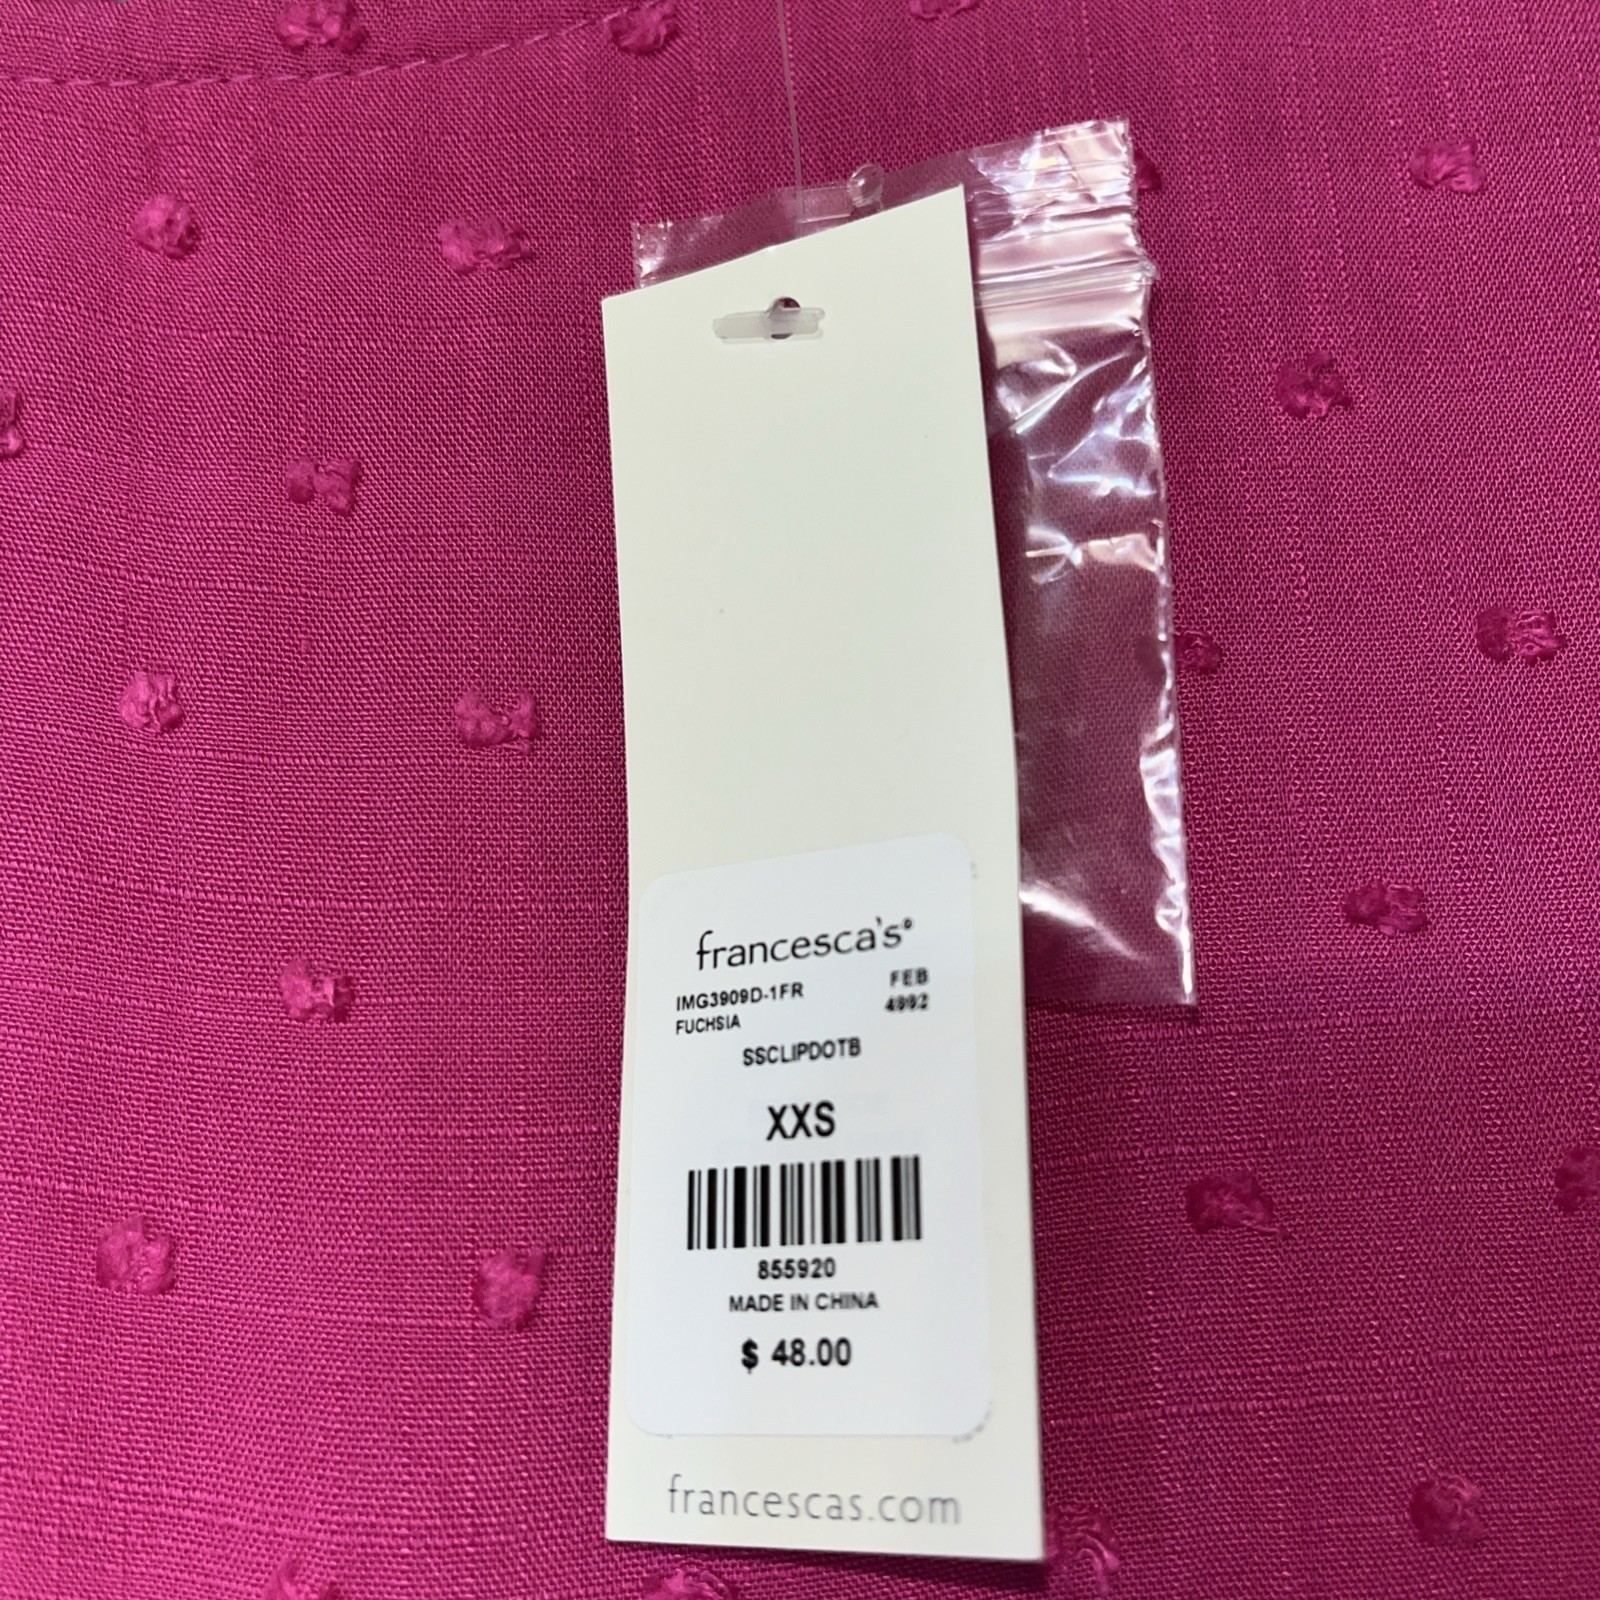 francesca's®
IMG3909D-1FR FEB
FUCHSIA 4992
SSCLIPDOTB
XXS
855920
MADE IN CHINA
$ 48.00
francescas.com